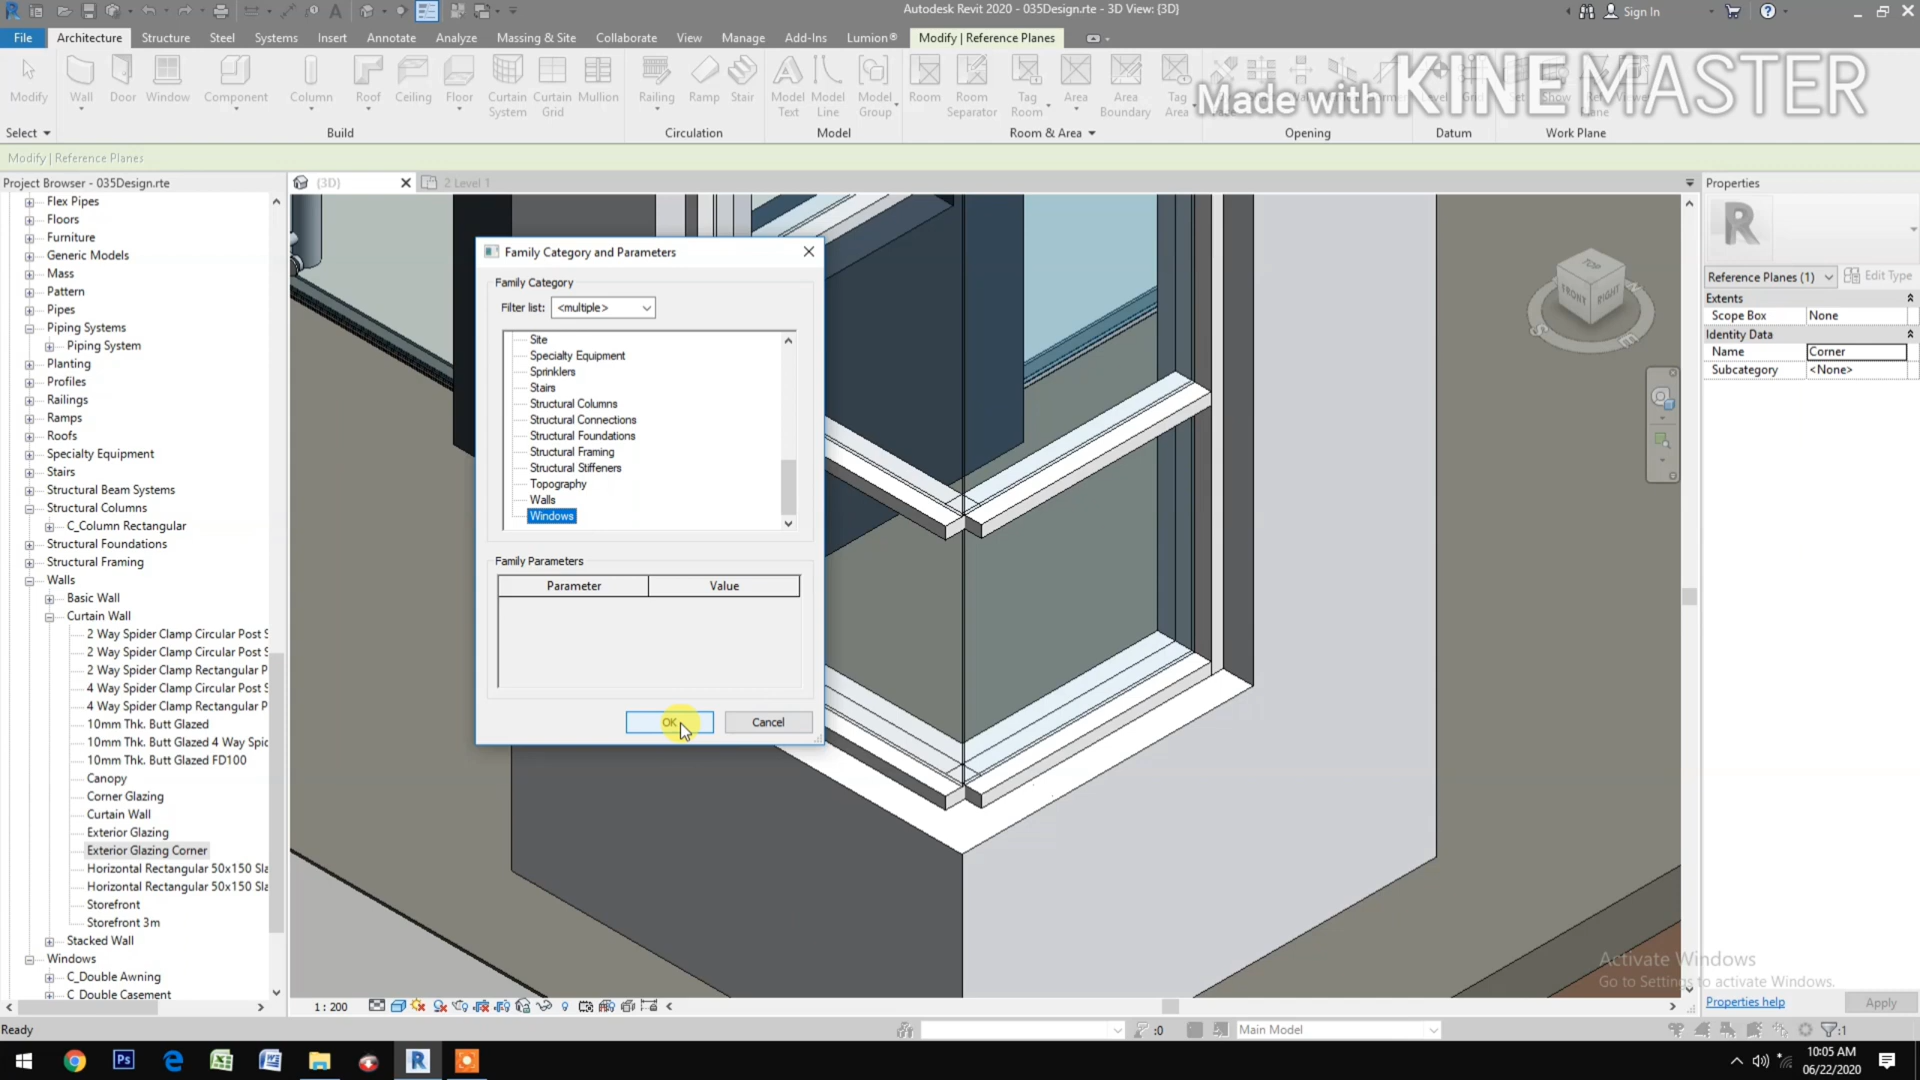 Autodesk Revit 2020 - 035Design.rte - 3D View: {3D}
Sign In
File
Architecture
Structure
Steel
Systems
Insert
Annotate
Analyze
Massing & Site
Collaborate
View
Manage
Add-Ins
Lumion®
Modify | Reference Planes
Modify
Wall
Door
Window
Component
Column
Roof
Ceiling
Floor
Curtain System
Curtain Grid
Mullion
Railing
Ramp
Stair
Model Text
Model Line
Model Group
Room
Room Separator
Tag Room
Area
Area Boundary
Tag Area
Made with KINEMASTER
Select
Build
Circulation
Model
Room & Area
Opening
Datum
Work Plane
Modify | Reference Planes
Project Browser - 035Design.rte
{3D}
2 Level 1
Properties
Flex Pipes
Floors
Furniture
Generic Models
Mass
Pattern
Pipes
Piping Systems
Piping System
Planting
Profiles
Railings
Ramps
Roofs
Specialty Equipment
Stairs
Structural Beam Systems
Structural Columns
C_Column Rectangular
Structural Foundations
Structural Framing
Walls
Basic Wall
Curtain Wall
2 Way Spider Clamp Circular Post S
2 Way Spider Clamp Circular Post S
2 Way Spider Clamp Rectangular P
4 Way Spider Clamp Circular Post S
4 Way Spider Clamp Rectangular P
10mm Thk. Butt Glazed
10mm Thk. Butt Glazed 4 Way Spid
10mm Thk. Butt Glazed FD100
Canopy
Corner Glazing
Curtain Wall
Exterior Glazing
Exterior Glazing Corner
Horizontal Rectangular 50x150 Sla
Horizontal Rectangular 50x150 Sla
Storefront
Storefront 3m
Stacked Wall
Windows
C_Double Awning
C_Double Casement
Family Category and Parameters
Family Category
Filter list: <multiple>
Site
Specialty Equipment
Sprinklers
Stairs
Structural Columns
Structural Connections
Structural Foundations
Structural Framing
Structural Stiffeners
Topography
Walls
Windows
Family Parameters
Parameter
Value
OK
Cancel
TOP
FRONT
RIGHT
S
E
Reference Planes (1)
Edit Type
Extents
Scope Box
None
Identity Data
Name
Corner
Subcategory
<None>
Activate Windows
Go to Settings to activate Windows.
Properties help
Apply
1 : 200
Ready
:0
Main Model
:1
10:05 AM
06/22/2020